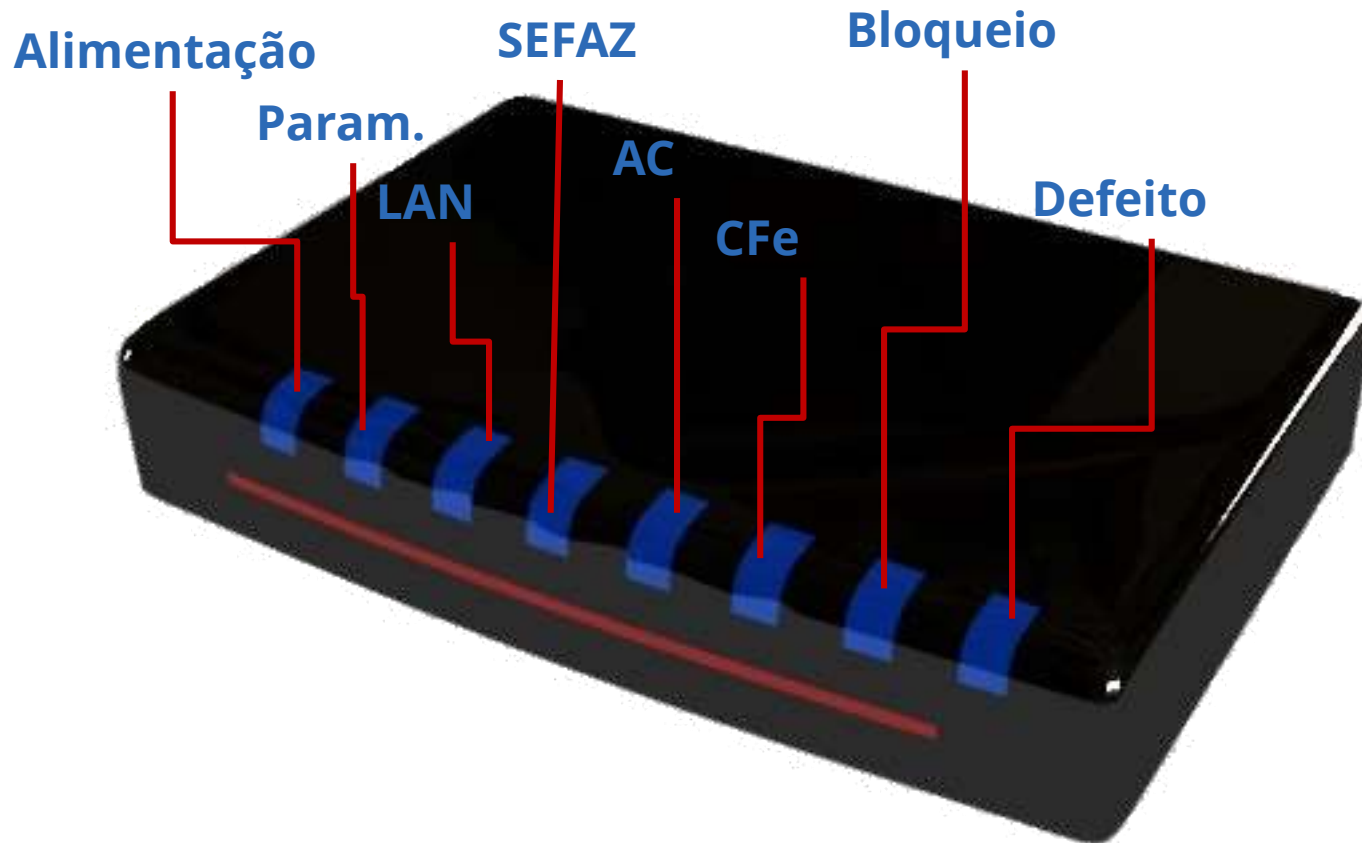 Alimentação
Param.
LAN
SEFAZ
AC
CFe
Bloqueio
Defeito